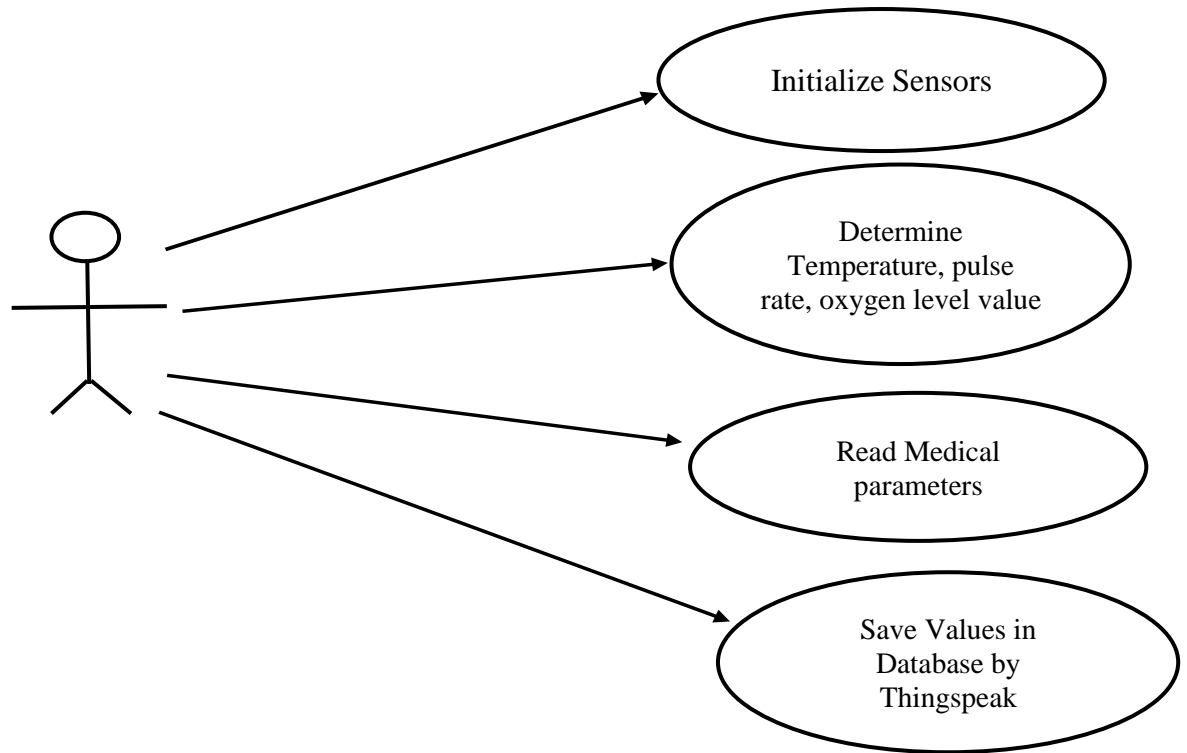 Initialize Sensors
Determine
Temperature, pulse
rate, oxygen level value
Read Medical
parameters
Save Values in
Database by
Thingspeak